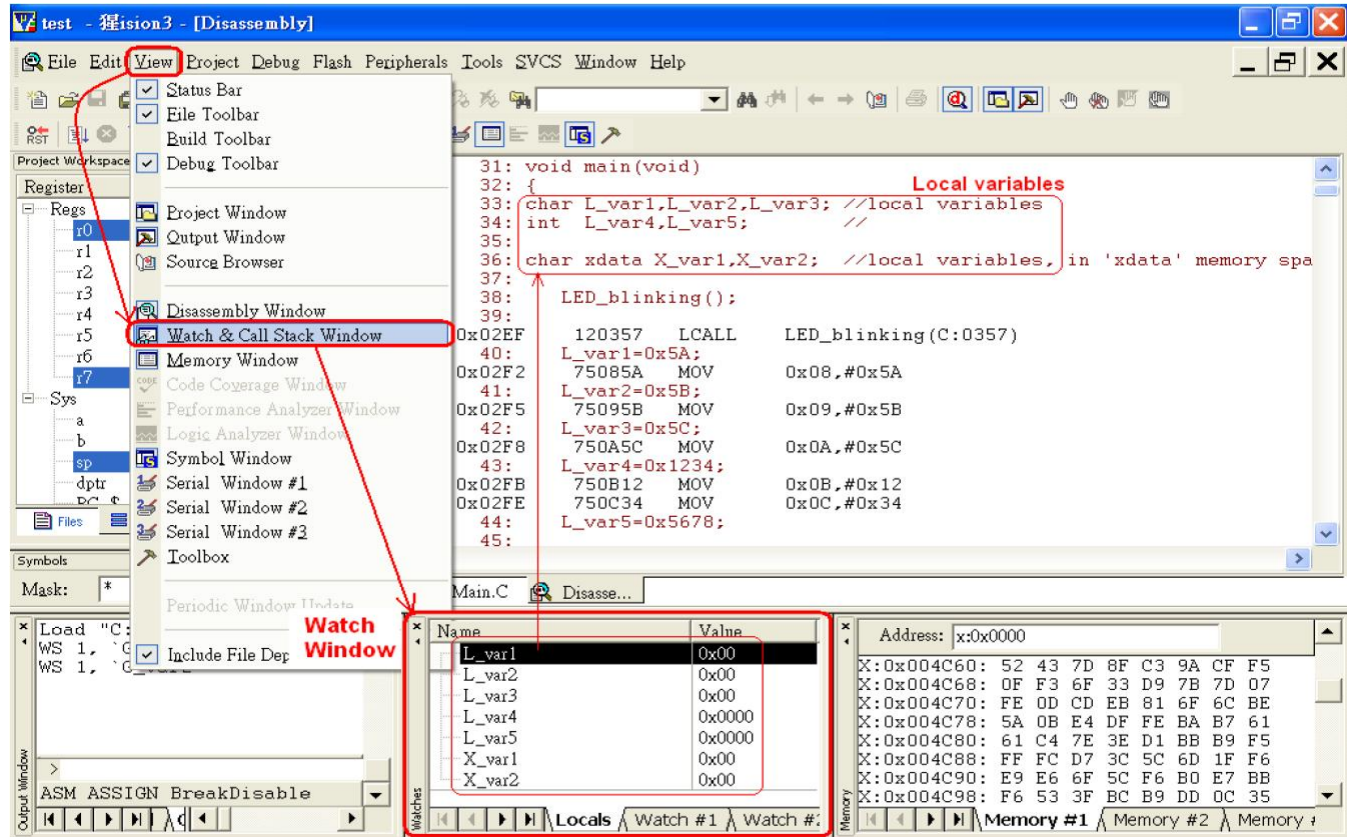 test - 猩ision3 - [Disassembly]
File Edit View Project Debug Flash Peripherals Tools SVCS Window Help
Status Bar
File Toolbar
Build Toolbar
Debug Toolbar
Project Window
Output Window
Source Browser
Disassembly Window
Watch & Call Stack Window
Memory Window
Code Coverage Window
Performance Analyzer Window
Logic Analyzer Window
Symbol Window
Serial Window #1
Serial Window #2
Serial Window #3
Toolbox
Periodic Window Update
Include File Dep
RST
Project Workspace
Register
Regs
r0
r1
r2
r3
r4
r5
r6
r7
Sys
a
b
sp
dptr
PC $
Files
Local variables
31: void main(void)
32: {
33: char L_var1,L_var2,L_var3; //local variables
34: int L_var4,L_var5; //
35:
36: char xdata X_var1,X_var2; //local variables, in 'xdata' memory spa
37:
38: LED_blinking();
39:
0x02EF 120357 LCALL LED_blinking(C:0357)
40: L_var1=0x5A;
0x02F2 75085A MOV 0x08,#0x5A
41: L_var2=0x5B;
0x02F5 75095B MOV 0x09,#0x5B
42: L_var3=0x5C;
0x02F8 750A5C MOV 0x0A,#0x5C
43: L_var4=0x1234;
0x02FB 750B12 MOV 0x0B,#0x12
0x02FE 750C34 MOV 0x0C,#0x34
44: L_var5=0x5678;
45:
Main.C Disasse...
Symbols
Mask: *
Load "C:
WS 1, `G
WS 1, `G_var2
>
ASM ASSIGN BreakDisable
Output Window
Watch
Window
Name Value
L_var1 0x00
L_var2 0x00
L_var3 0x00
L_var4 0x0000
L_var5 0x0000
X_var1 0x00
X_var2 0x00
Watches
Locals Watch #1 Watch #2
Address: x:0x0000
X:0x004C60: 52 43 7D 8F C3 9A CF F5
X:0x004C68: 0F F3 6F 33 D9 7B 7D 07
X:0x004C70: FE 0D CD EB 81 6F 6C BE
X:0x004C78: 5A 0B E4 DF FE BA B7 61
X:0x004C80: 61 C4 7E 3E D1 BB B9 F5
X:0x004C88: FF FC D7 3C 5C 6D 1F F6
X:0x004C90: E9 E6 6F 5C F6 B0 E7 BB
X:0x004C98: F6 53 3F BC B9 DD 0C 35
Memory
Memory #1 Memory #2 Memory